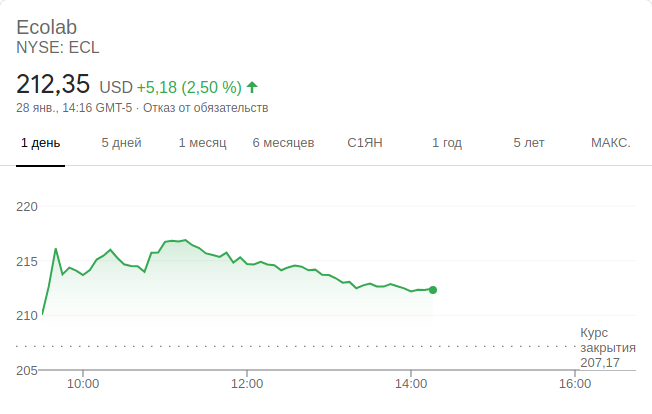 Ecolab
NYSE: ECL
212,35 USD +5,18 (2,50 %)
28 янв., 14:16 GMT-5 · Отказ от обязательств
1 день 5 дней 1 месяц 6 месяцев С1ЯН 1 год 5 лет МАКС.
220
215
210
Курс
закрытия
207,17
205
10:00 12:00 14:00 16:00